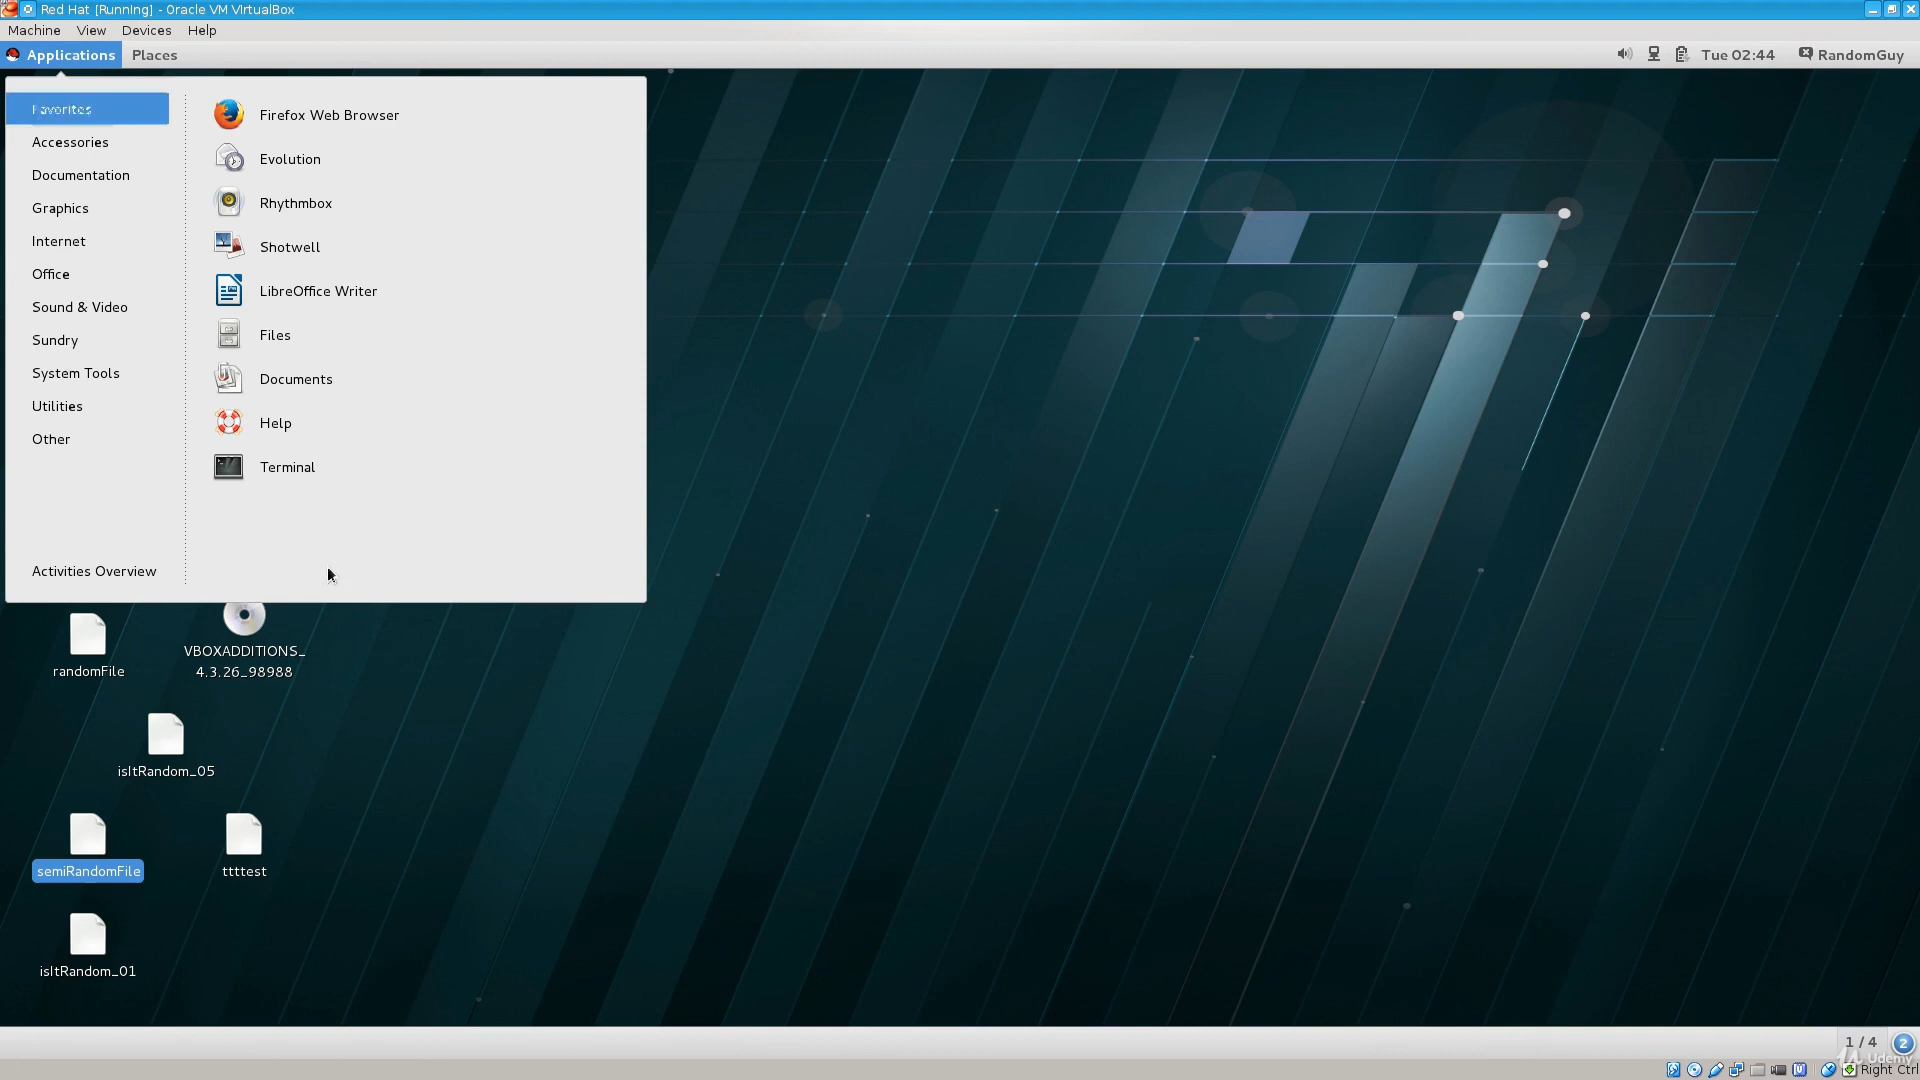 Red Hat [Running] - Oracle VM VirtualBox
Machine View Devices Help
Applications Places Tue 02:44 RandomGuy
Favorites
Accessories
Documentation
Graphics
Internet
Office
Sound & Video
Sundry
System Tools
Utilities
Other
Activities Overview
Firefox Web Browser
Evolution
Rhythmbox
Shotwell
LibreOffice Writer
Files
Documents
Help
Terminal
randomFile
VBOXADDITIONS_
4.3.26_98988
isItRandom_05
semiRandomFile
ttttest
isItRandom_01
1 / 4 2
Udemy
Right Ctrl